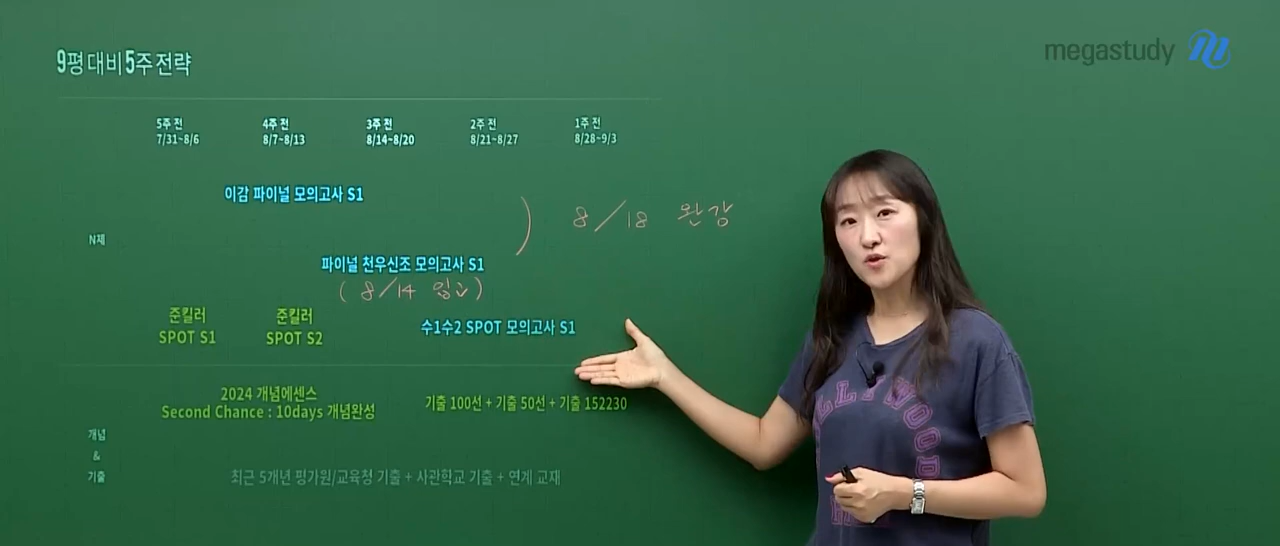 megastudy
9평 대비 5주 전략
5주 전
7/31~8/6
4주 전
8/7~8/13
3주 전
8/14~8/20
2주 전
8/21~8/27
1주 전
8/28~9/3
이감 파이널 모의고사 S1
) 8/18 완강
N제
파이널 천우신조 모의고사 S1
(8/14 입고)
준킬러
SPOT S1
준킬러
SPOT S2
수1수2 SPOT 모의고사 S1
2024 개념에센스
Second Chance : 10days 개념완성
기출 100선 + 기출 50선 + 기출 152230
개념
&
기출
최근 5개년 평가원/교육청 기출 + 사관학교 기출 + 연계 교재